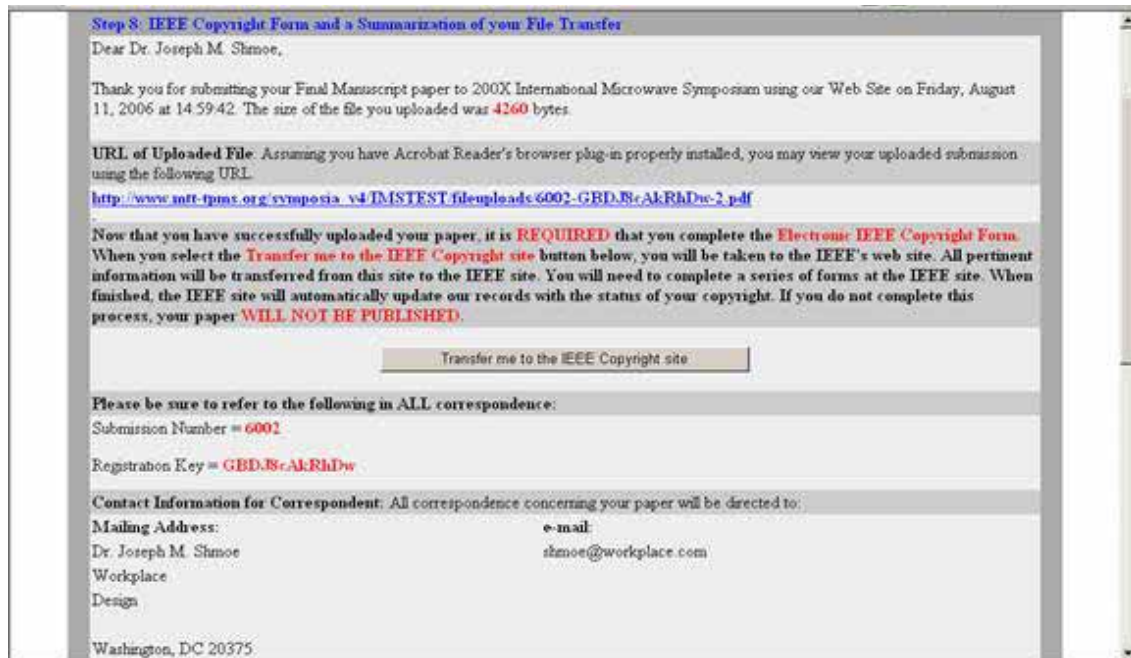 Step 8: IEEE Copyright Form and a Summarization of your File Transfer
Dear Dr. Joseph M. Shmoe,
Thank you for submitting your Final Manuscript paper to 200X International Microwave Symposium using our Web Site on Friday, August
11, 2006 at 14:59:42. The size of the file you uploaded was 4260 bytes.
URL of Uploaded File: Assuming you have Acrobat Reader's browser plug-in properly installed, you may view your uploaded submission
using the following URL.
http://www.mtt-tpms.org/symposia_v4/IMSTEST/fileuploads/6002-GBDJ8cAkRhDw-2.pdf
.
Now that you have successfully uploaded your paper, it is REQUIRED that you complete the Electronic IEEE Copyright Form.
When you select the Transfer me to the IEEE Copyright site button below, you will be taken to the IEEE's web site. All pertinent
information will be transferred from this site to the IEEE site. You will need to complete a series of forms at the IEEE site. When
finished, the IEEE site will automatically update our records with the status of your copyright. If you do not complete this
process, your paper WILL NOT BE PUBLISHED.
Transfer me to the IEEE Copyright site
Please be sure to refer to the following in ALL correspondence:
Submission Number = 6002
Registration Key = GBDJ8cAkRhDw
Contact Information for Correspondent: All correspondence concerning your paper will be directed to:
Mailing Address: e-mail:
Dr. Joseph M. Shmoe shmoe@workplace.com
Workplace
Design
Washington, DC 20375